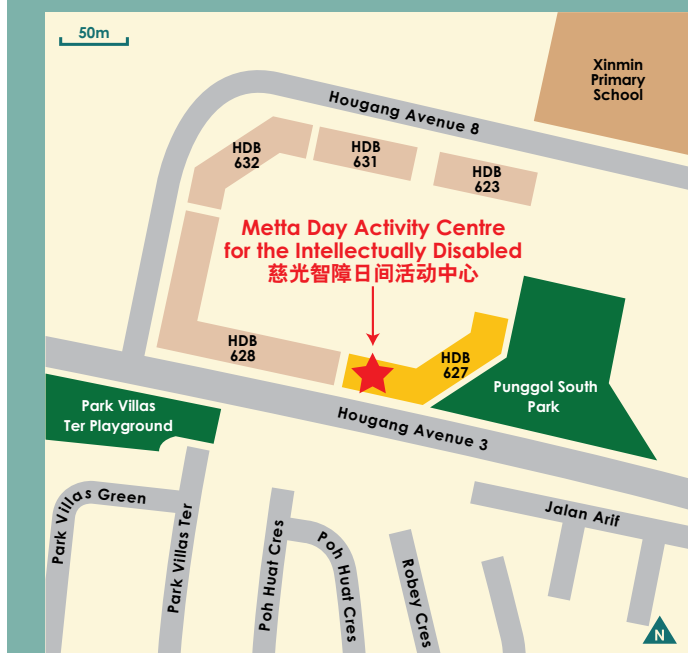 50m
Xinmin
Primary
School
Hougang Avenue 8
HDB
632
HDB
631
HDB
623
Metta Day Activity Centre
for the Intellectually Disabled
慈光智障日间活动中心
HDB
628
HDB
627
Punggol South
Park
Park Villas
Ter Playground
Hougang Avenue 3
Park Villas Green
Park Villas Ter
Poh Huat Cres
Poh Huat Cres
Robey Cres
Jalan Arif
N